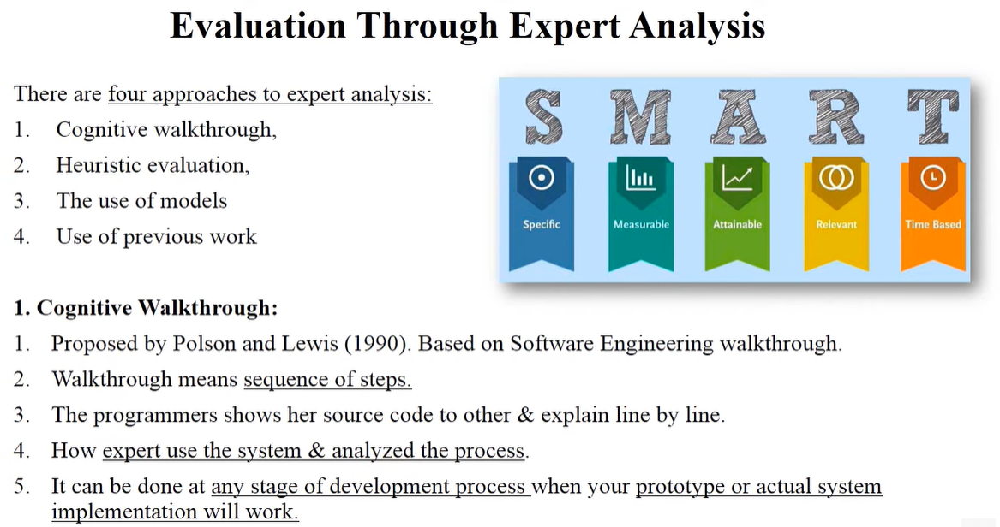 Evaluation Through Expert Analysis
There are four approaches to expert analysis:
1. Cognitive walkthrough,
2. Heuristic evaluation,
3. The use of models
4. Use of previous work
S M A R T
Specific Measurable Attainable Relevant Time Based
1. Cognitive Walkthrough:
1. Proposed by Polson and Lewis (1990). Based on Software Engineering walkthrough.
2. Walkthrough means sequence of steps.
3. The programmers shows her source code to other & explain line by line.
4. How expert use the system & analyzed the process.
5. It can be done at any stage of development process when your prototype or actual system
implementation will work.